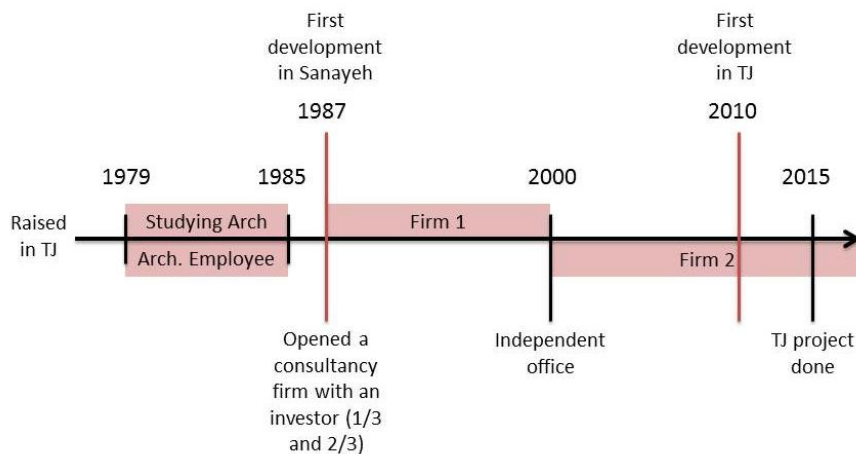 First
development
in Sanayeh
1987
First
development
in TJ
2010
1979
1985
2000
2015
Raised
in TJ
Studying Arch
Arch. Employee
Firm 1
Firm 2
Opened a
consultancy
firm with an
investor (1/3
and 2/3)
Independent
office
TJ project
done